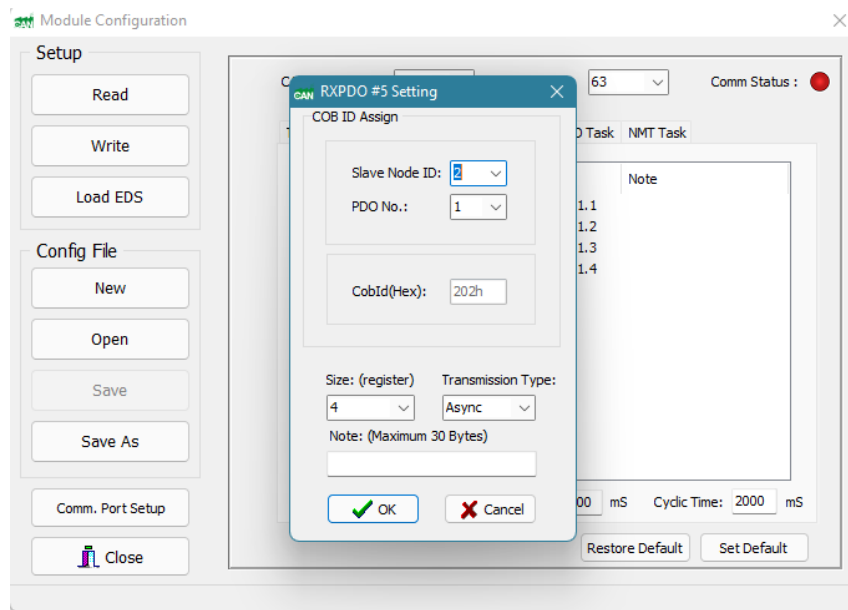 CAN Module Configuration
Setup
Read
Write
Load EDS
Config File
New
Open
Save
Save As
Comm. Port Setup
Close
63
Comm Status :
Task NMT Task
Note
1.1
1.2
1.3
1.4
CAN RXPDO #5 Setting
COB ID Assign
Slave Node ID: 2
PDO No.: 1
CobId(Hex): 202h
Size: (register) Transmission Type:
4 Async
Note: (Maximum 30 Bytes)
OK Cancel
00 mS Cyclic Time: 2000 mS
Restore Default Set Default